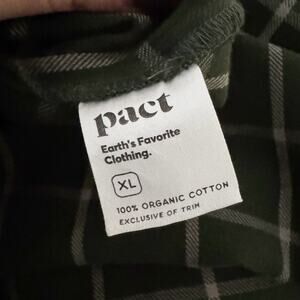 pact
Earth's Favorite
Clothing.
XL
100% ORGANIC COTTON
EXCLUSIVE OF TRIM